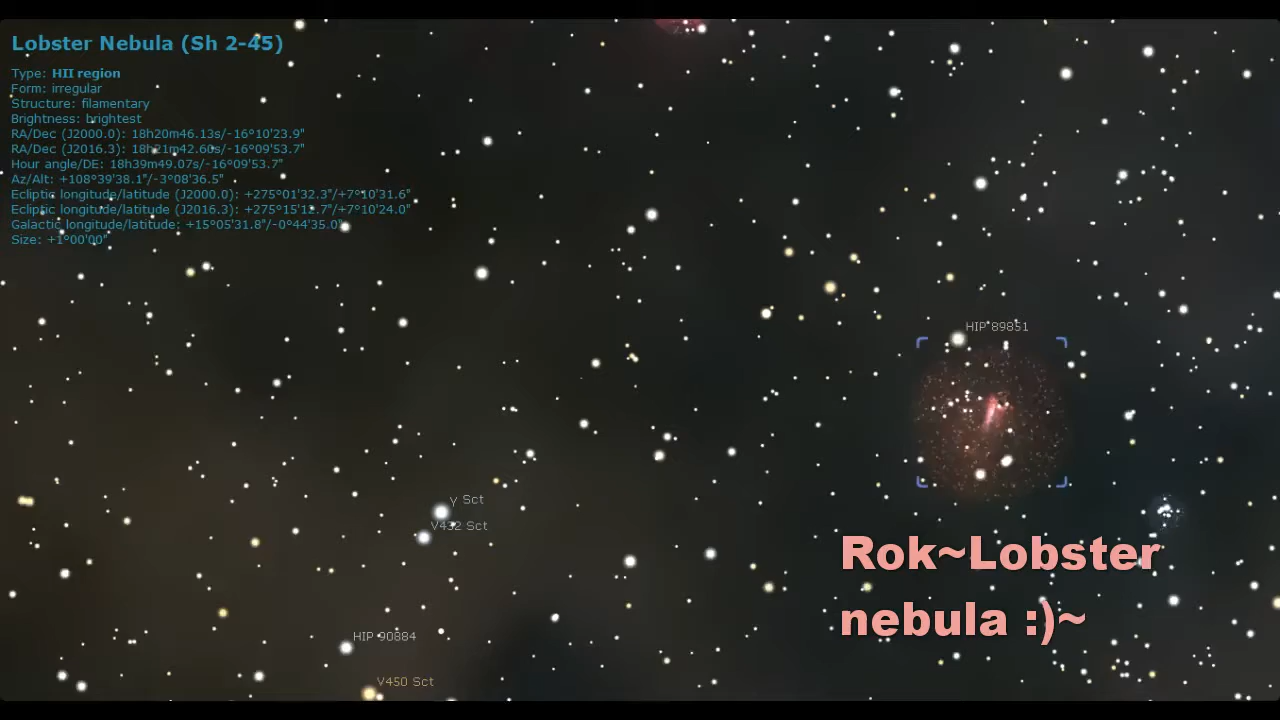 Lobster Nebula (Sh 2-45)
Type: HII region
Form: irregular
Structure: filamentary
Brightness: brightest
RA/Dec (J2000.0): 18h20m46.13s/-16°10'23.9"
RA/Dec (J2016.3): 18h21m42.60s/-16°09'53.7"
Hour angle/DE: 18h39m49.07s/-16°09'53.7"
Az/Alt: +108°39'38.1"/-3°08'36.5"
Ecliptic longitude/latitude (J2000.0): +275°01'32.3"/+7°10'31.6"
Ecliptic longitude/latitude (J2016.3): +275°15'12.7"/+7°10'24.0"
Galactic longitude/latitude: +15°05'31.8"/-0°44'35.0"
Size: +1°00'00"
HIP 89851
γ Sct
V432 Sct
Rok~Lobster
nebula :)~
HIP 90884
V450 Sct